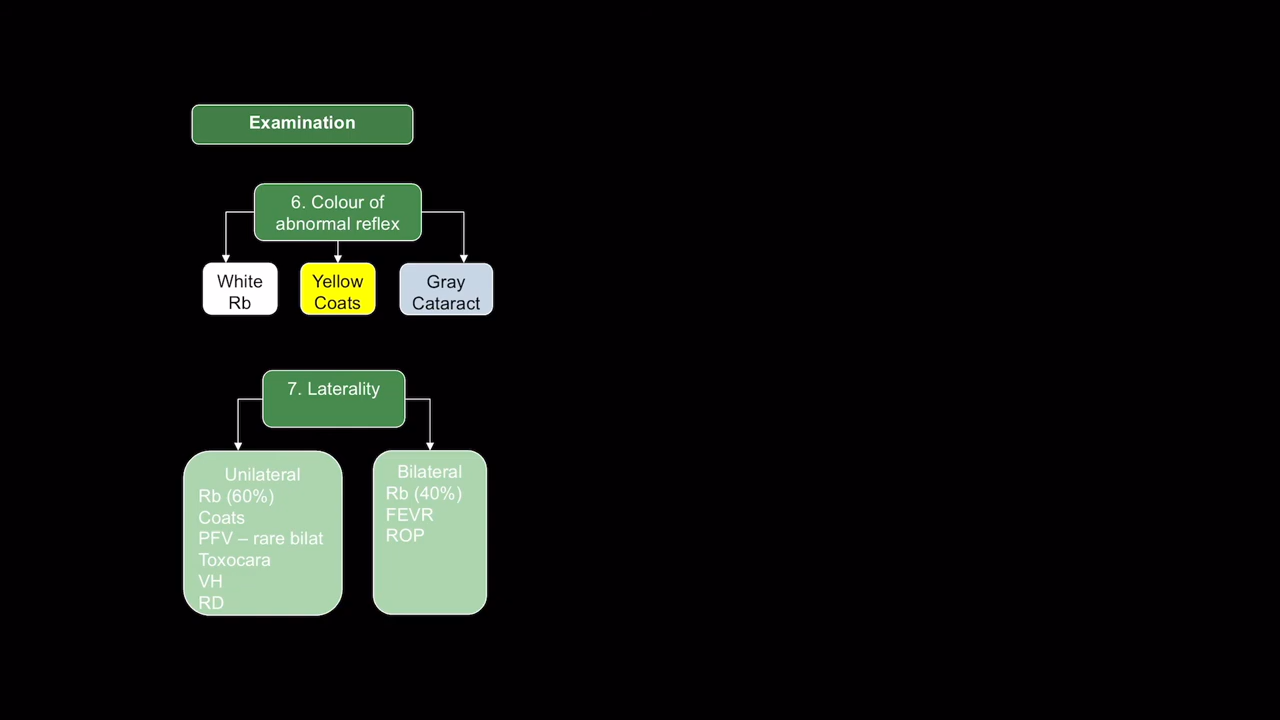 Examination
6. Colour of
abnormal reflex
White
Rb
Yellow
Coats
Gray
Cataract
7. Laterality
Unilateral
Rb (60%)
Coats
PFV – rare bilat
Toxocara
VH
RD
Bilateral
Rb (40%)
FEVR
ROP